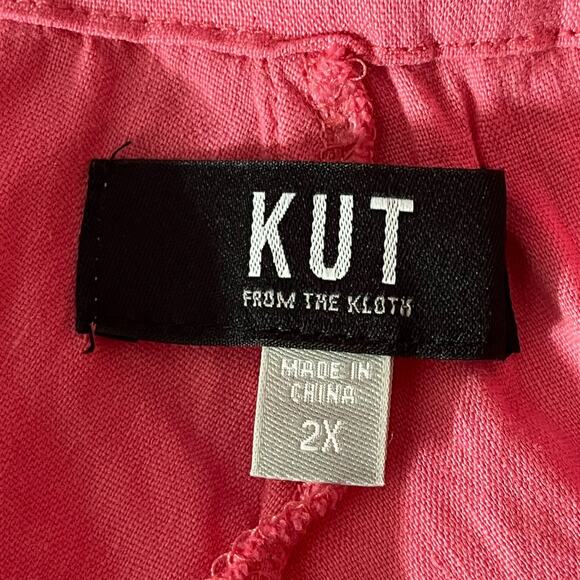 KUT
FROM THE KLOTH
MADE IN
CHINA
2X